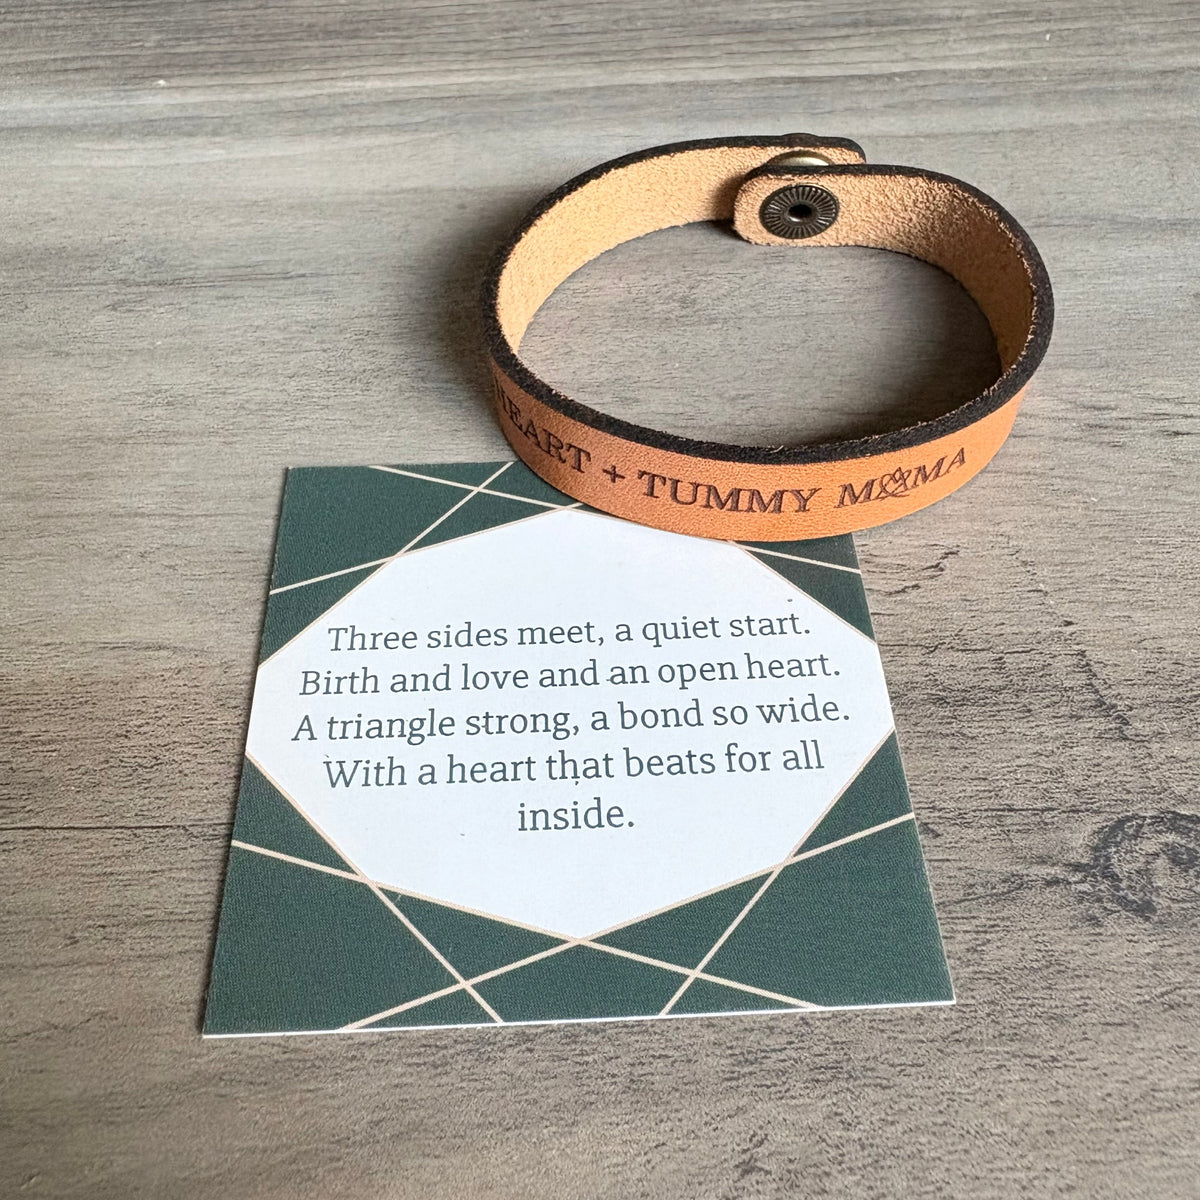 HEART + TUMMY MAMA
Three sides meet, a quiet start.
Birth and love and an open heart.
A triangle strong, a bond so wide.
With a heart that beats for all
inside.